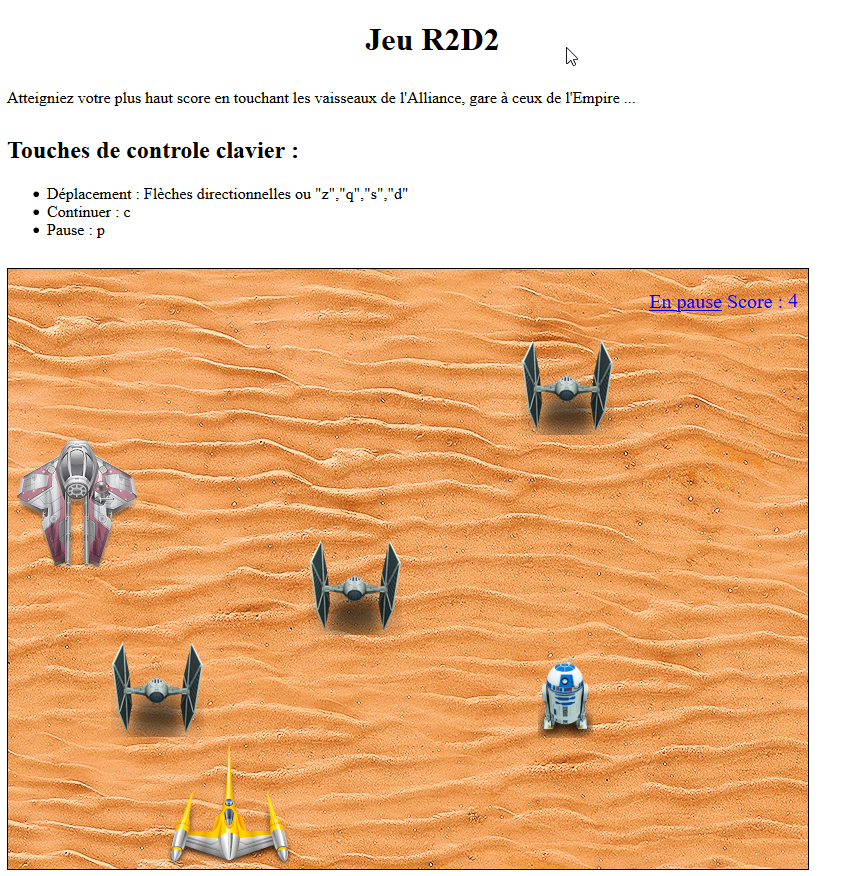 Jeu R2D2
Atteigniez votre plus haut score en touchant les vaisseaux de l'Alliance, gare à ceux de l'Empire ...
Touches de controle clavier :
Déplacement : Flèches directionnelles ou "z","q","s","d"
Continuer : c
Pause : p
En pause Score : 4